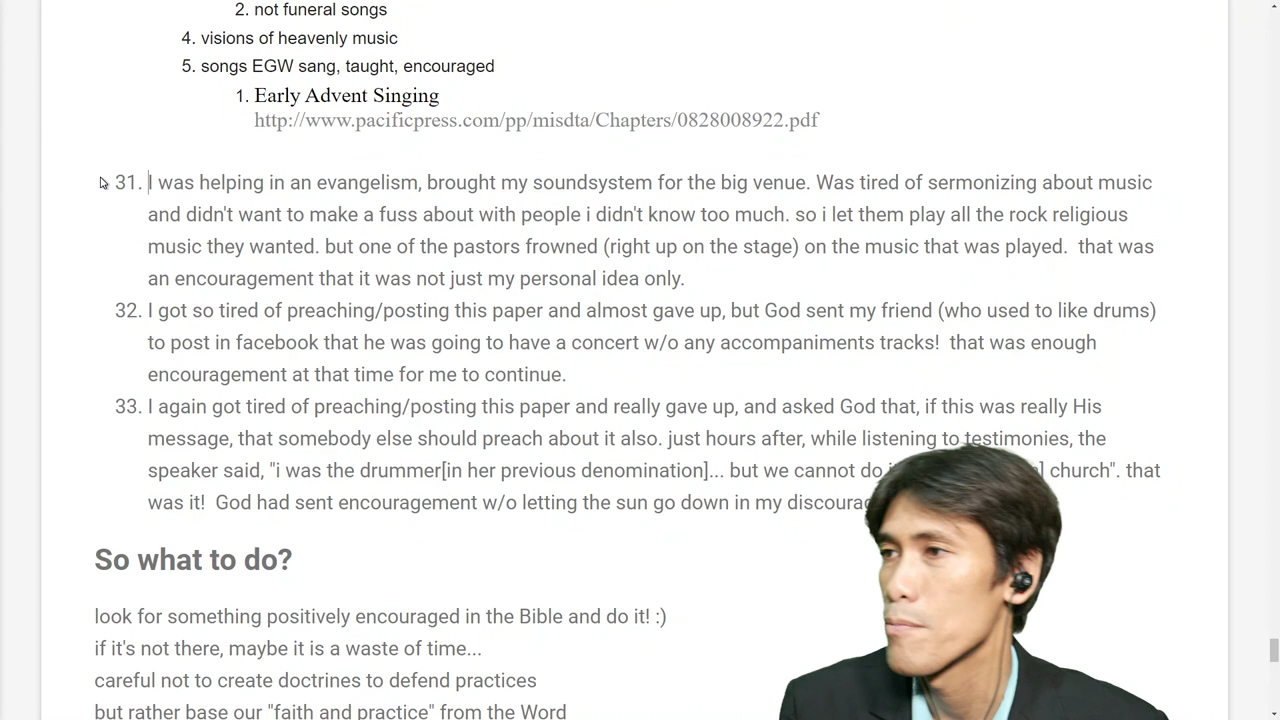 2. not funeral songs
4. visions of heavenly music
5. songs EGW sang, taught, encouraged
1. Early Advent Singing
http://www.pacificpress.com/pp/misdta/Chapters/0828008922.pdf
31. I was helping in an evangelism, brought my soundsystem for the big venue. Was tired of sermonizing about music
and didn't want to make a fuss about with people i didn't know too much. so i let them play all the rock religious
music they wanted. but one of the pastors frowned (right up on the stage) on the music that was played.  that was
an encouragement that it was not just my personal idea only.
32. I got so tired of preaching/posting this paper and almost gave up, but God sent my friend (who used to like drums)
to post in facebook that he was going to have a concert w/o any accompaniments tracks!  that was enough
encouragement at that time for me to continue.
33. I again got tired of preaching/posting this paper and really gave up, and asked God that, if this was really His
message, that somebody else should preach about it also. just hours after, while listening to testimonies, the
speaker said, "i was the drummer[in her previous denomination]... but we cannot do church". that
was it!  God had sent encouragement w/o letting the sun go down in my
So what to do?
look for something positively encouraged in the Bible and do it! :)
if it's not there, maybe it is a waste of time...
careful not to create doctrines to defend practices
but rather base our "faith and practice" from the Word